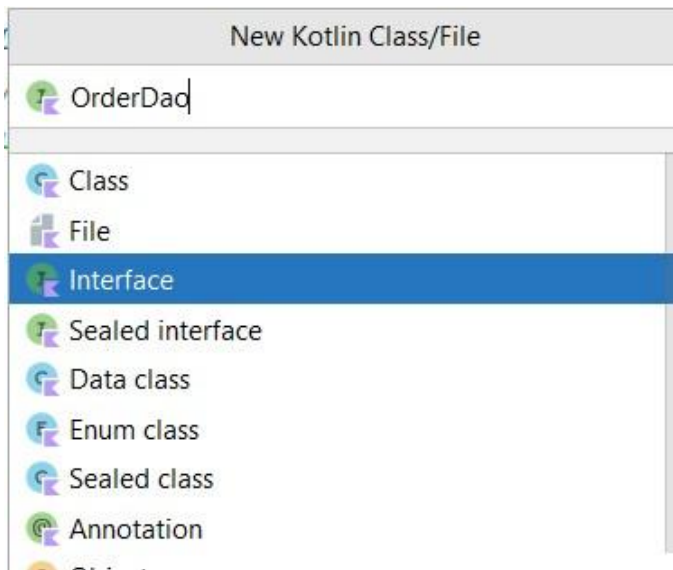 New Kotlin Class/File
OrderDao
Class
File
Interface
Sealed interface
Data class
Enum class
Sealed class
Annotation